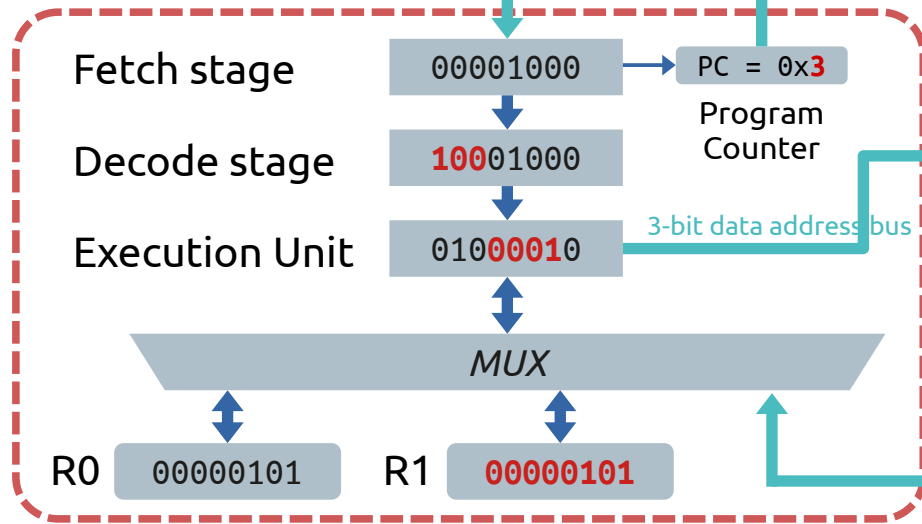 Fetch stage
00001000
PC = 0x3
Program
Counter
Decode stage
10001000
3-bit data address bus
Execution Unit
01000010
MUX
R0
00000101
R1
00000101